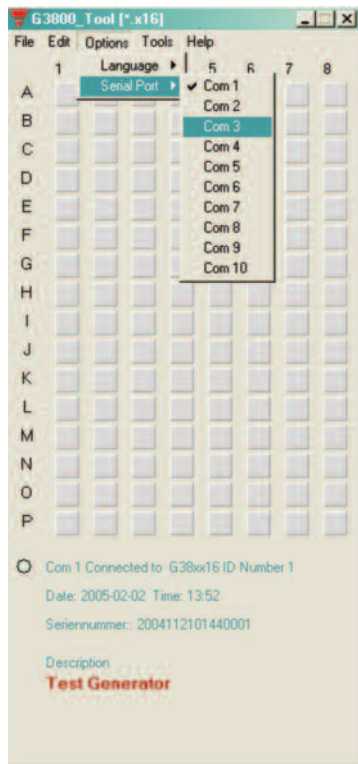 G3800_Tool [*.x16]
File Edit Options Tools Help
Language
Serial Port
1 5 6 7 8
Com 1
Com 2
Com 3
Com 4
Com 5
Com 6
Com 7
Com 8
Com 9
Com 10
A
B
C
D
E
F
G
H
I
J
K
L
M
N
O
P
Com 1 Connected to G38xx16 ID Number 1
Date: 2005-02-02 Time: 13:52
Seriennummer:: 2004112101440001
Description
Test Generator